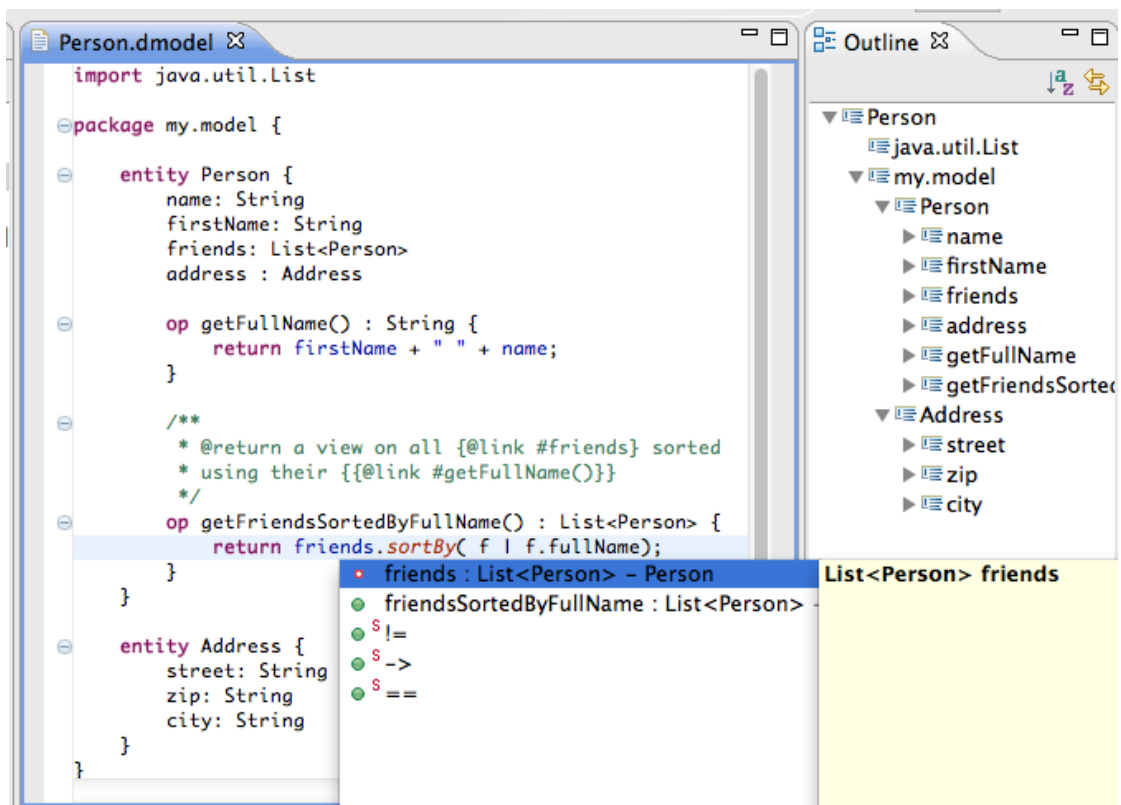 Person.dmodel
import java.util.List
package my.model {
entity Person {
name: String
firstName: String
friends: List<Person>
address : Address
op getFullName() : String {
return firstName + " " + name;
}
/**
* @return a view on all {@link #friends} sorted
* using their {{@link #getFullName()}}
*/
op getFriendsSortedByFullName() : List<Person> {
return friends.sortBy( f | f.fullName);
}
}
entity Address {
street: String
zip: String
city: String
}
}
friends : List<Person> – Person
friendsSortedByFullName : List<Person> –
S !=
S ->
S ==
List<Person> friends
Outline
a
z
Person
java.util.List
my.model
Person
name
firstName
friends
address
getFullName
getFriendsSorted
Address
street
zip
city